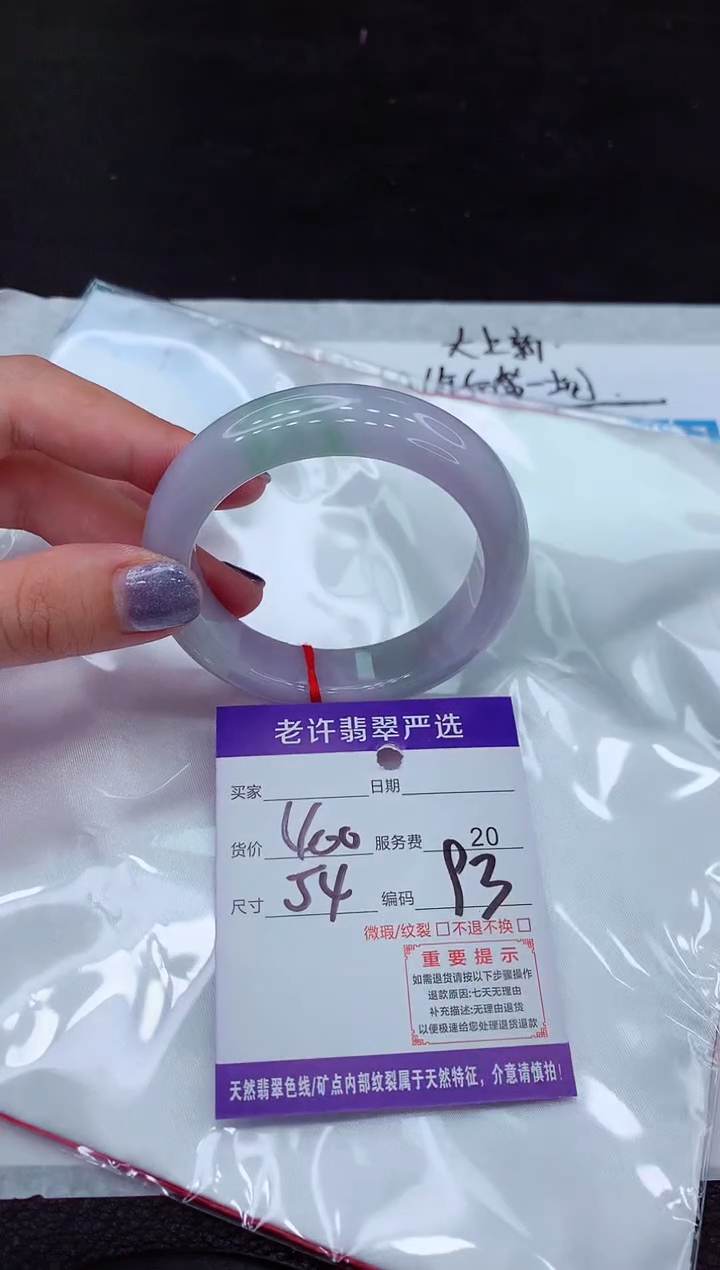 大上新
老许翡翠严选
买家 日期
货价 400 服务费 20
尺寸 54 编码 P3
微瑕/纹裂 □不退不换 □
重要提示
如需退货请按以下步骤操作
退款原因:七天无理由
补充描述:无理由退货
以便极速给您处理退货退款
天然翡翠色线/矿点内部纹裂属于天然特征，介意请慎拍！